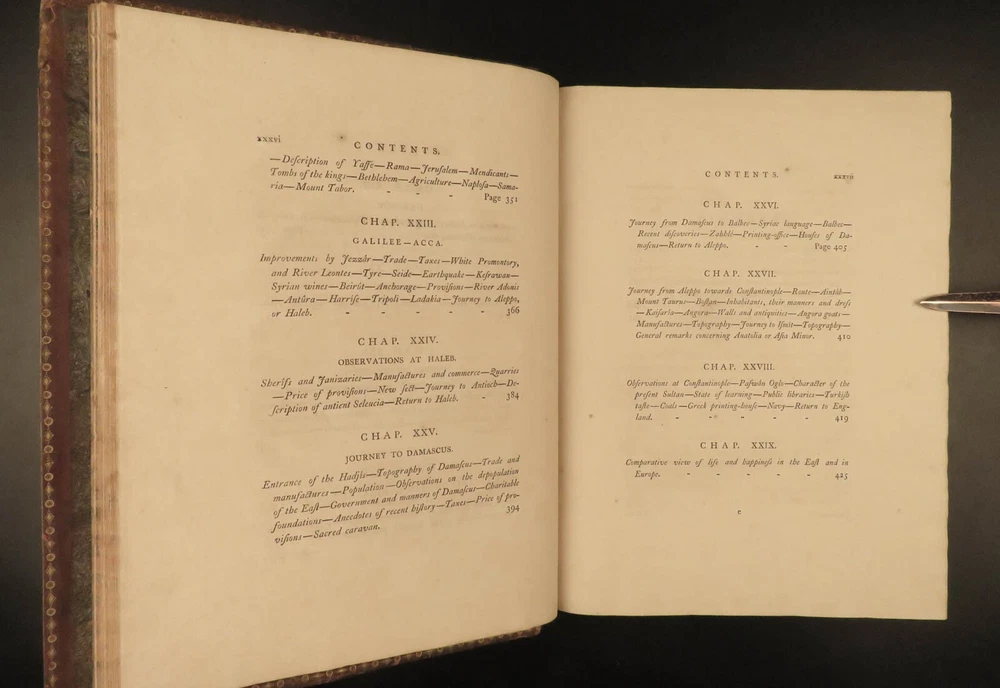 xxxvi
CONTENTS.
—Deſcription of Yaffé—Rama—Jeruſalem—Mendicants—
Tombs of the kings—Bethlehem—Agriculture—Naploſa—Sama-
ria—Mount Tabor. - - - Page 351
CHAP. XXIII.
GALILEE—ACCA.
Improvements by Jezzâr—Trade—Taxes—White Promontory,
and River Leontes—Tyre—Seide—Earthquake—Keſrawan—
Syrian wines—Beirût—Anchorage—Proviſions—River Adonis
—Antûra—Harriſe—Tripoli—Ladakia—Journey to Aleppo,
or Haleb. - - - - - - 366
CHAP. XXIV.
OBSERVATIONS AT HALEB.
Sheriſs and Janizaries—Manufactures and commerce—Quarries
—Price of proviſions—New ſect—Journey to Antioch—De-
ſcription of antient Seleucia—Return to Haleb. - 384
CHAP. XXV.
JOURNEY TO DAMASCUS.
Entrance of the Hadjîs—Topography of Damaſcus—Trade and
manufactures—Population—Obſervations on the depopulation
of the Eaſt—Government and manners of Damaſcus—Charitable
foundations—Anecdotes of recent hiſtory—Taxes—Price of pro-
viſions—Sacred caravan. 394
CONTENTS. xxxvii
CHAP. XXVI.
Journey from Damaſcus to Balbec—Syriac language—Balbec—
Recent diſcoveries—Zahhlé—Printing-office—Houſes of Da-
maſcus—Return to Aleppo. - - Page 405
CHAP. XXVII.
Journey from Aleppo towards Conſtantinople—Route—Aintâb—
Mount Taurus—Boſtan—Inhabitants, their manners and dreſs
—Kaiſaría—Angora—Walls and antiquities—Angora goats—
Manufactures—Topography—Journey to Iſmit—Topography—
General remarks concerning Anatolia or Aſia Minor. 410
CHAP. XXVIII.
Obſervations at Conſtantinople—Paſwân Oglo—Character of the
preſent Sultan—State of learning—Public libraries—Turkiſh
taſte—Coals—Greek printing-houſe—Navy—Return to Eng-
land. - - - - - - 419
CHAP. XXIX.
Comparative view of life and happineſs in the Eaſt and in
Europe. - - - - - - 425
e